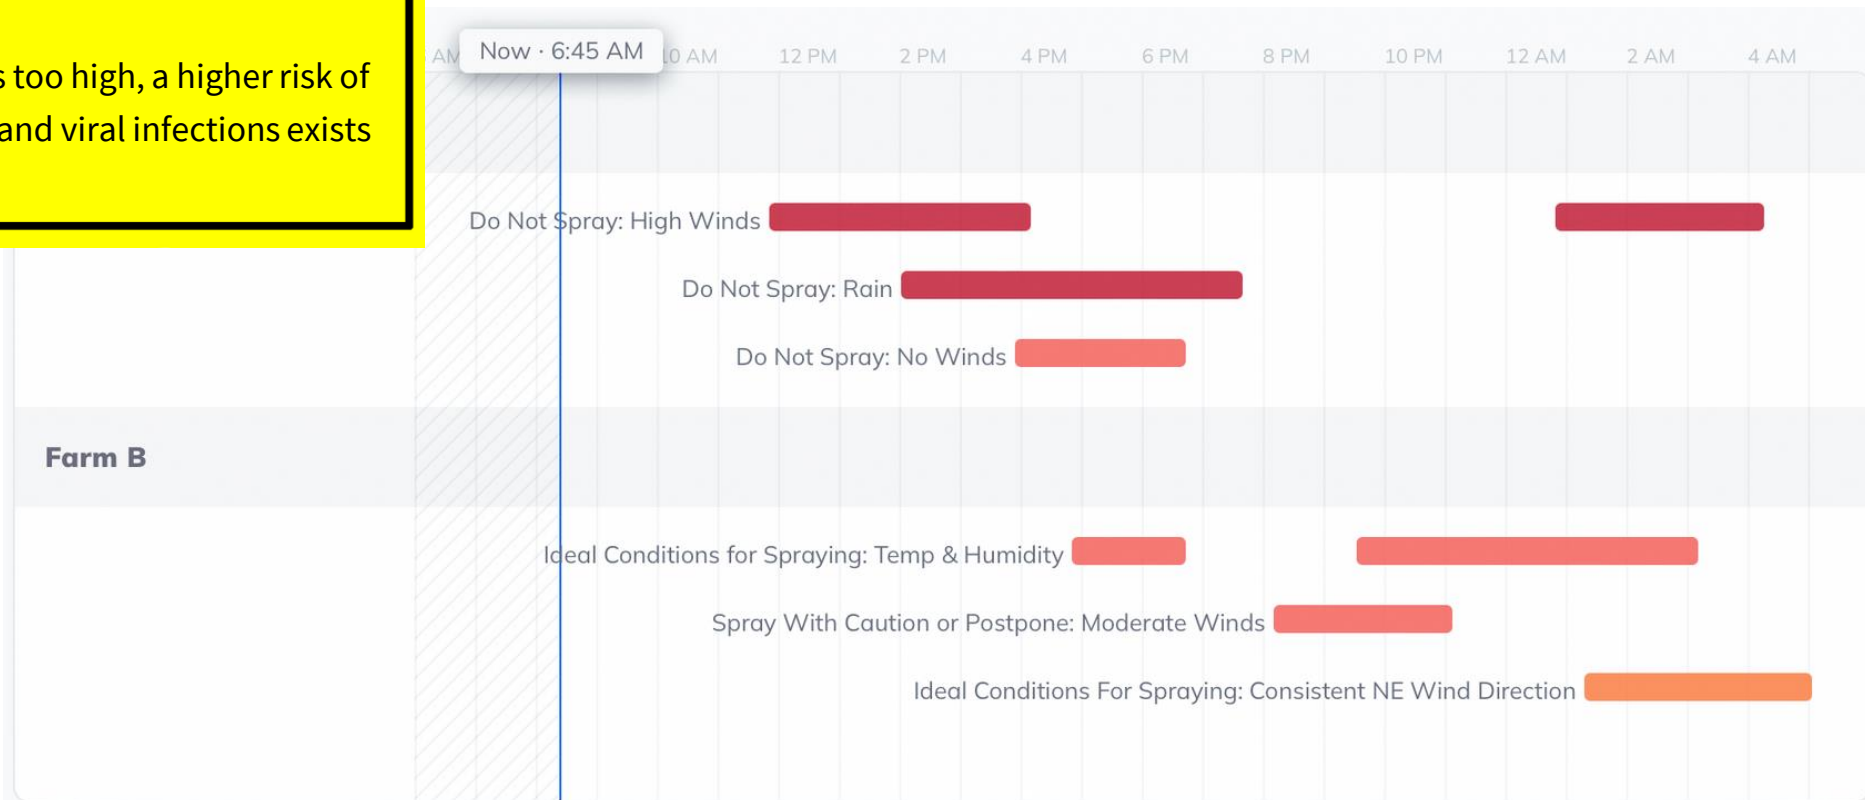 s too high, a higher risk of
and viral infections exists
AM
Now · 6:45 AM
10 AM
12 PM
2 PM
4 PM
6 PM
8 PM
10 PM
12 AM
2 AM
4 AM
Do Not Spray: High Winds
Do Not Spray: Rain
Do Not Spray: No Winds
Farm B
Ideal Conditions for Spraying: Temp & Humidity
Spray With Caution or Postpone: Moderate Winds
Ideal Conditions For Spraying: Consistent NE Wind Direction